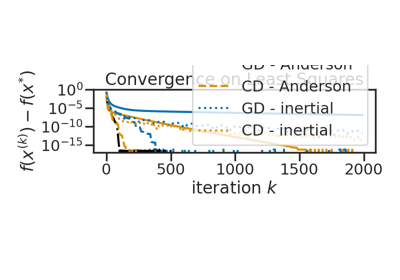 GD - Anderson
Convergence on Least Squares
CD - Anderson
GD - inertial
CD - inertial
f(x^(k)) − f(x*)
10^0
10^−5
10^−10
10^−15
0 500 1000 1500 2000
iteration k